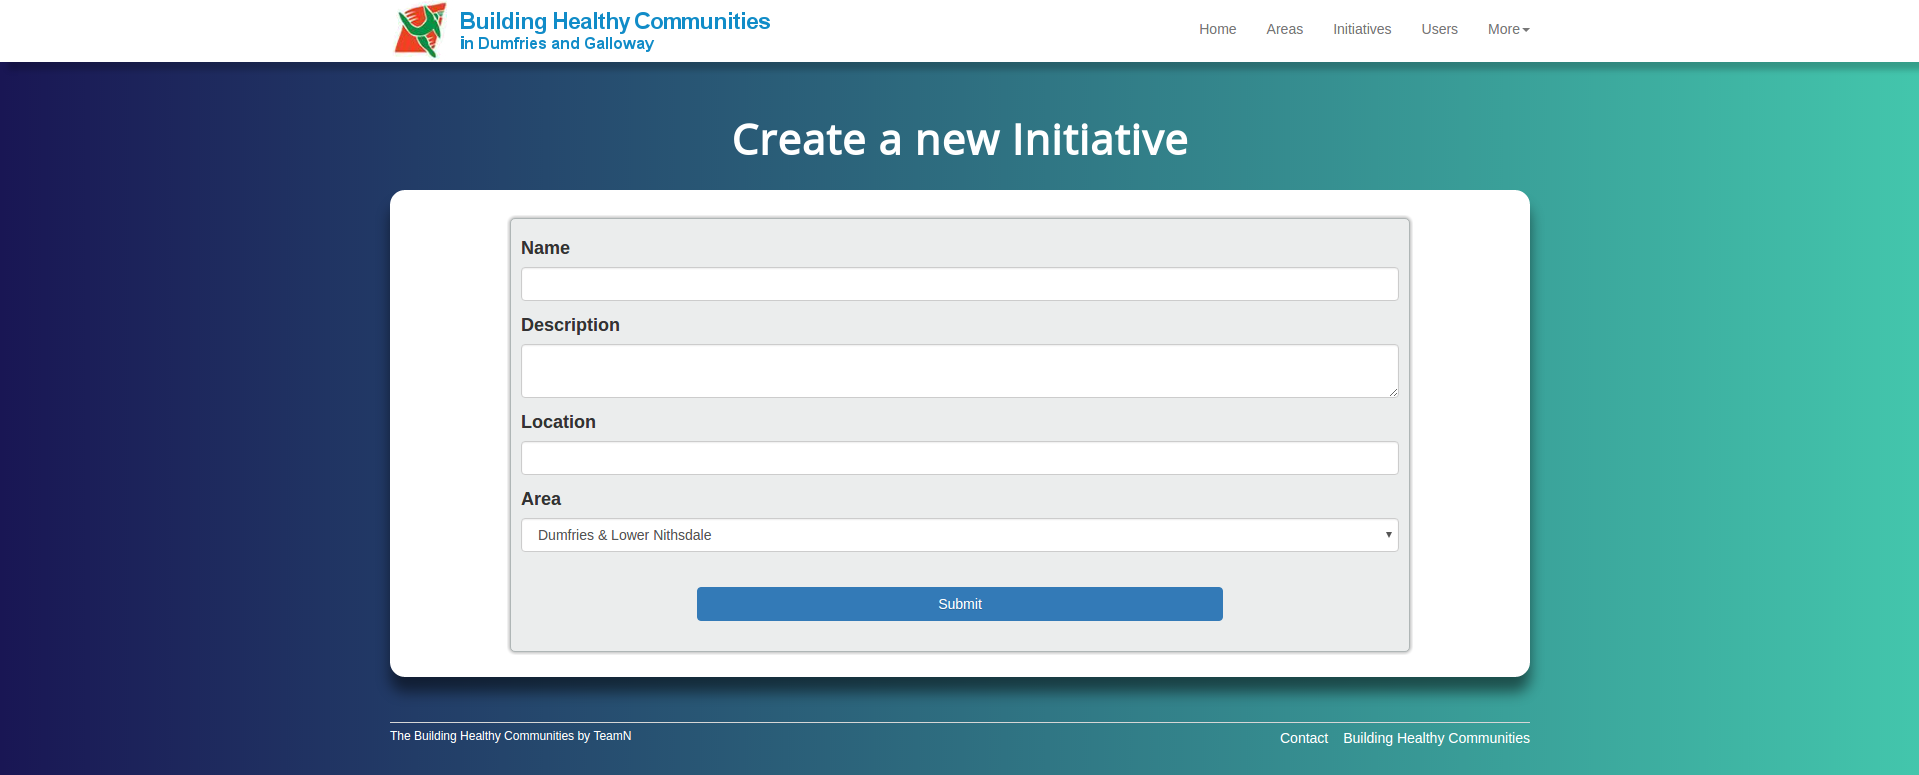 Building Healthy Communities
in Dumfries and Galloway
Home Areas Initiatives Users More
Create a new Initiative
Name
Description
Location
Area
Dumfries & Lower Nithsdale
Submit
The Building Healthy Communities by TeamN
Contact Building Healthy Communities